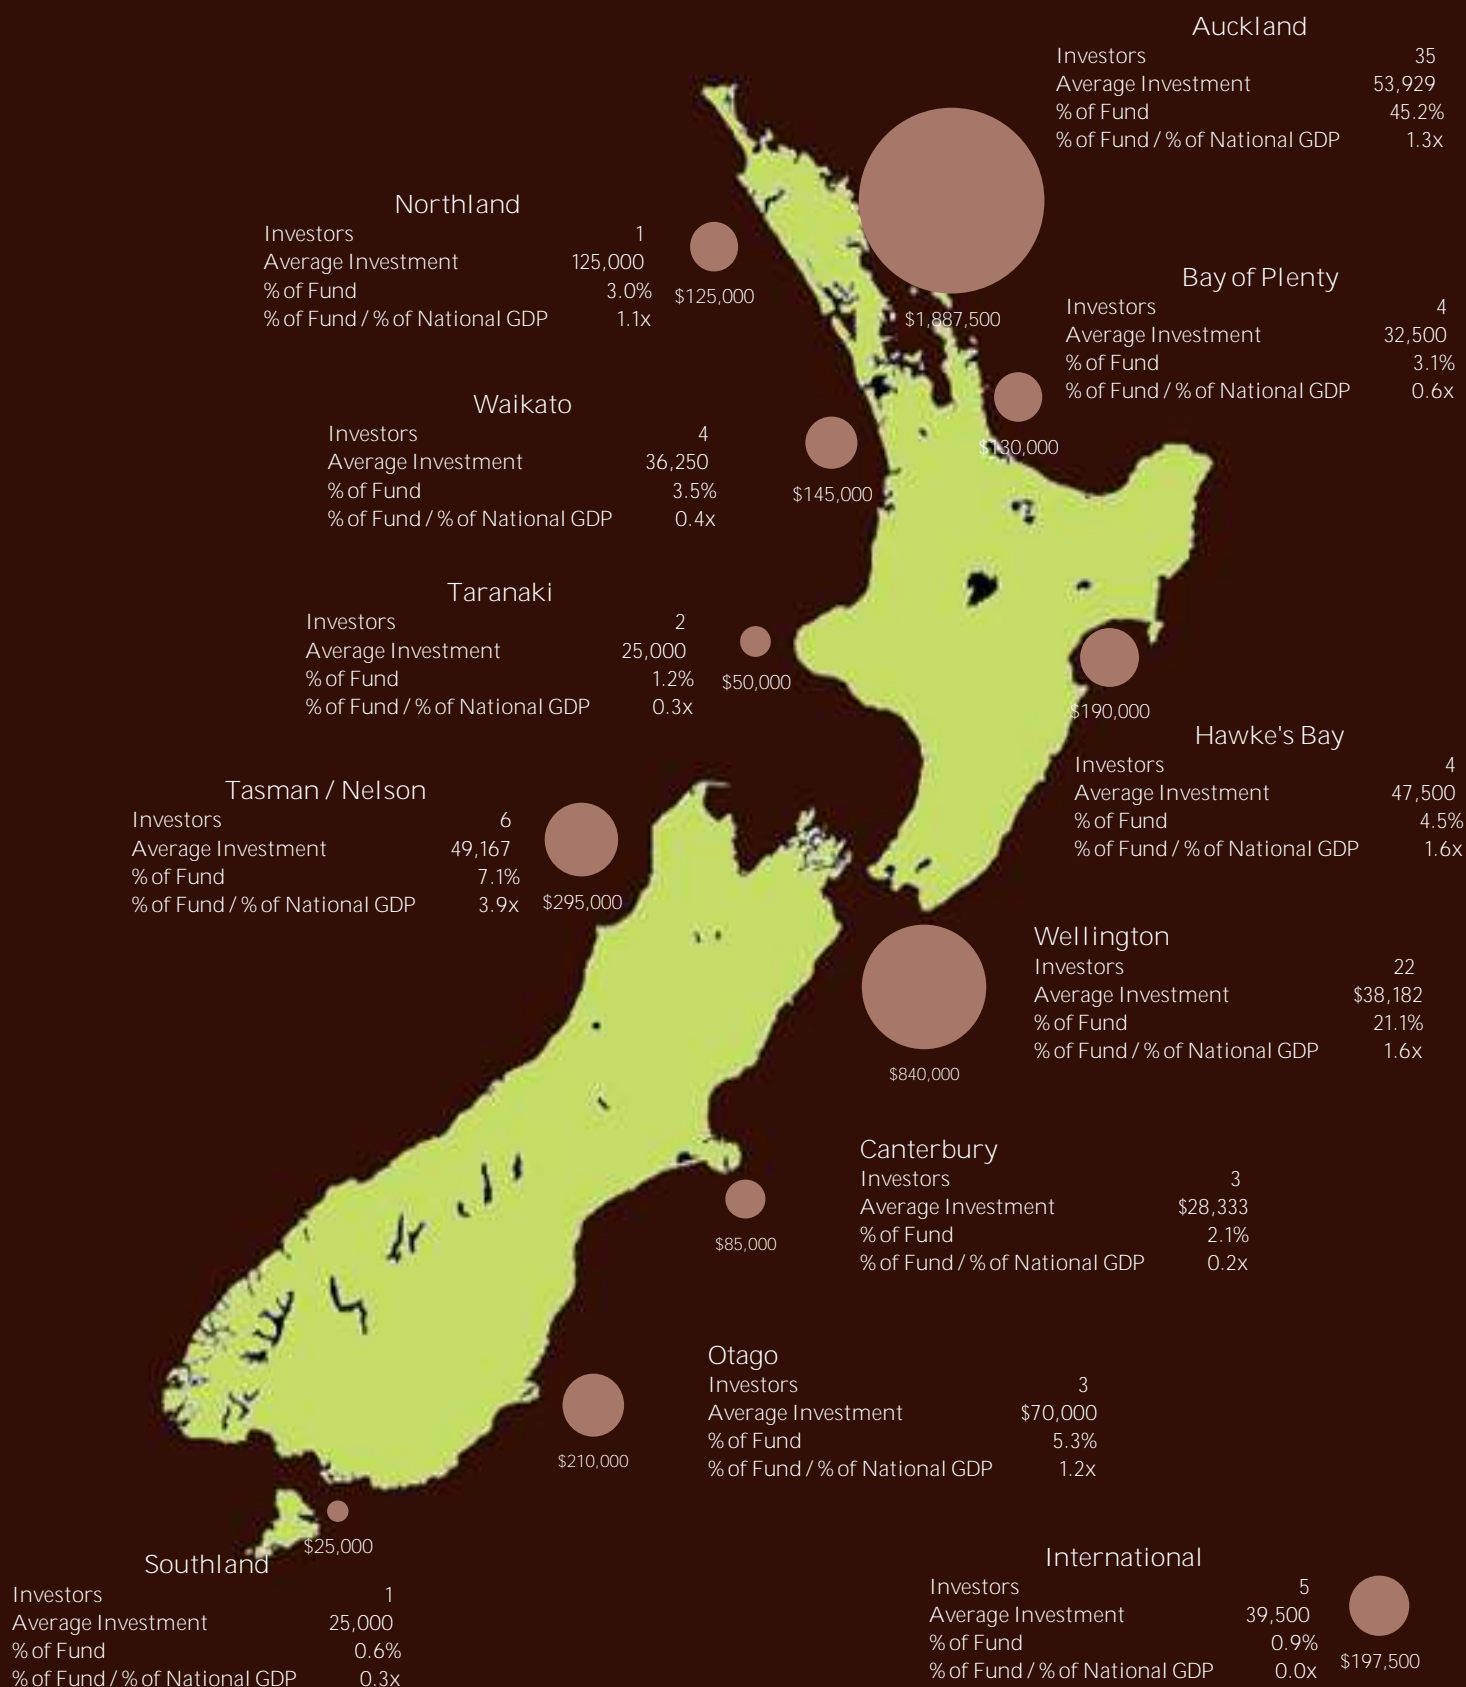 Auckland
Investors 35
Average Investment 53,929
% of Fund 45.2%
% of Fund / % of National GDP 1.3x
$1,887,500
Northland
Investors 1
Average Investment 125,000
% of Fund 3.0%
% of Fund / % of National GDP 1.1x
$125,000
Bay of Plenty
Investors 4
Average Investment 32,500
% of Fund 3.1%
% of Fund / % of National GDP 0.6x
$130,000
Waikato
Investors 4
Average Investment 36,250
% of Fund 3.5%
% of Fund / % of National GDP 0.4x
$145,000
Taranaki
Investors 2
Average Investment 25,000
% of Fund 1.2%
% of Fund / % of National GDP 0.3x
$50,000
$190,000
Hawke's Bay
Investors 4
Average Investment 47,500
% of Fund 4.5%
% of Fund / % of National GDP 1.6x
Tasman / Nelson
Investors 6
Average Investment 49,167
% of Fund 7.1%
% of Fund / % of National GDP 3.9x
$295,000
Wellington
Investors 22
Average Investment $38,182
% of Fund 21.1%
% of Fund / % of National GDP 1.6x
$840,000
Canterbury
Investors 3
Average Investment $28,333
% of Fund 2.1%
% of Fund / % of National GDP 0.2x
$85,000
Otago
Investors 3
Average Investment $70,000
% of Fund 5.3%
% of Fund / % of National GDP 1.2x
$210,000
$25,000
Southland
Investors 1
Average Investment 25,000
% of Fund 0.6%
% of Fund / % of National GDP 0.3x
International
Investors 5
Average Investment 39,500
% of Fund 0.9%
% of Fund / % of National GDP 0.0x
$197,500